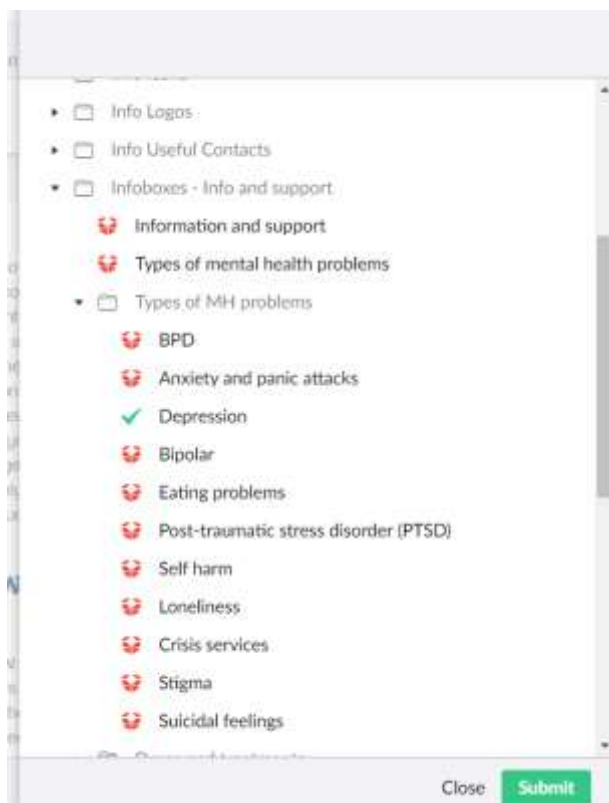 Info Logos
Info Useful Contacts
Infoboxes - Info and support
Information and support
Types of mental health problems
Types of MH problems
BPD
Anxiety and panic attacks
Depression
Bipolar
Eating problems
Post-traumatic stress disorder (PTSD)
Self harm
Loneliness
Crisis services
Stigma
Suicidal feelings
Close
Submit